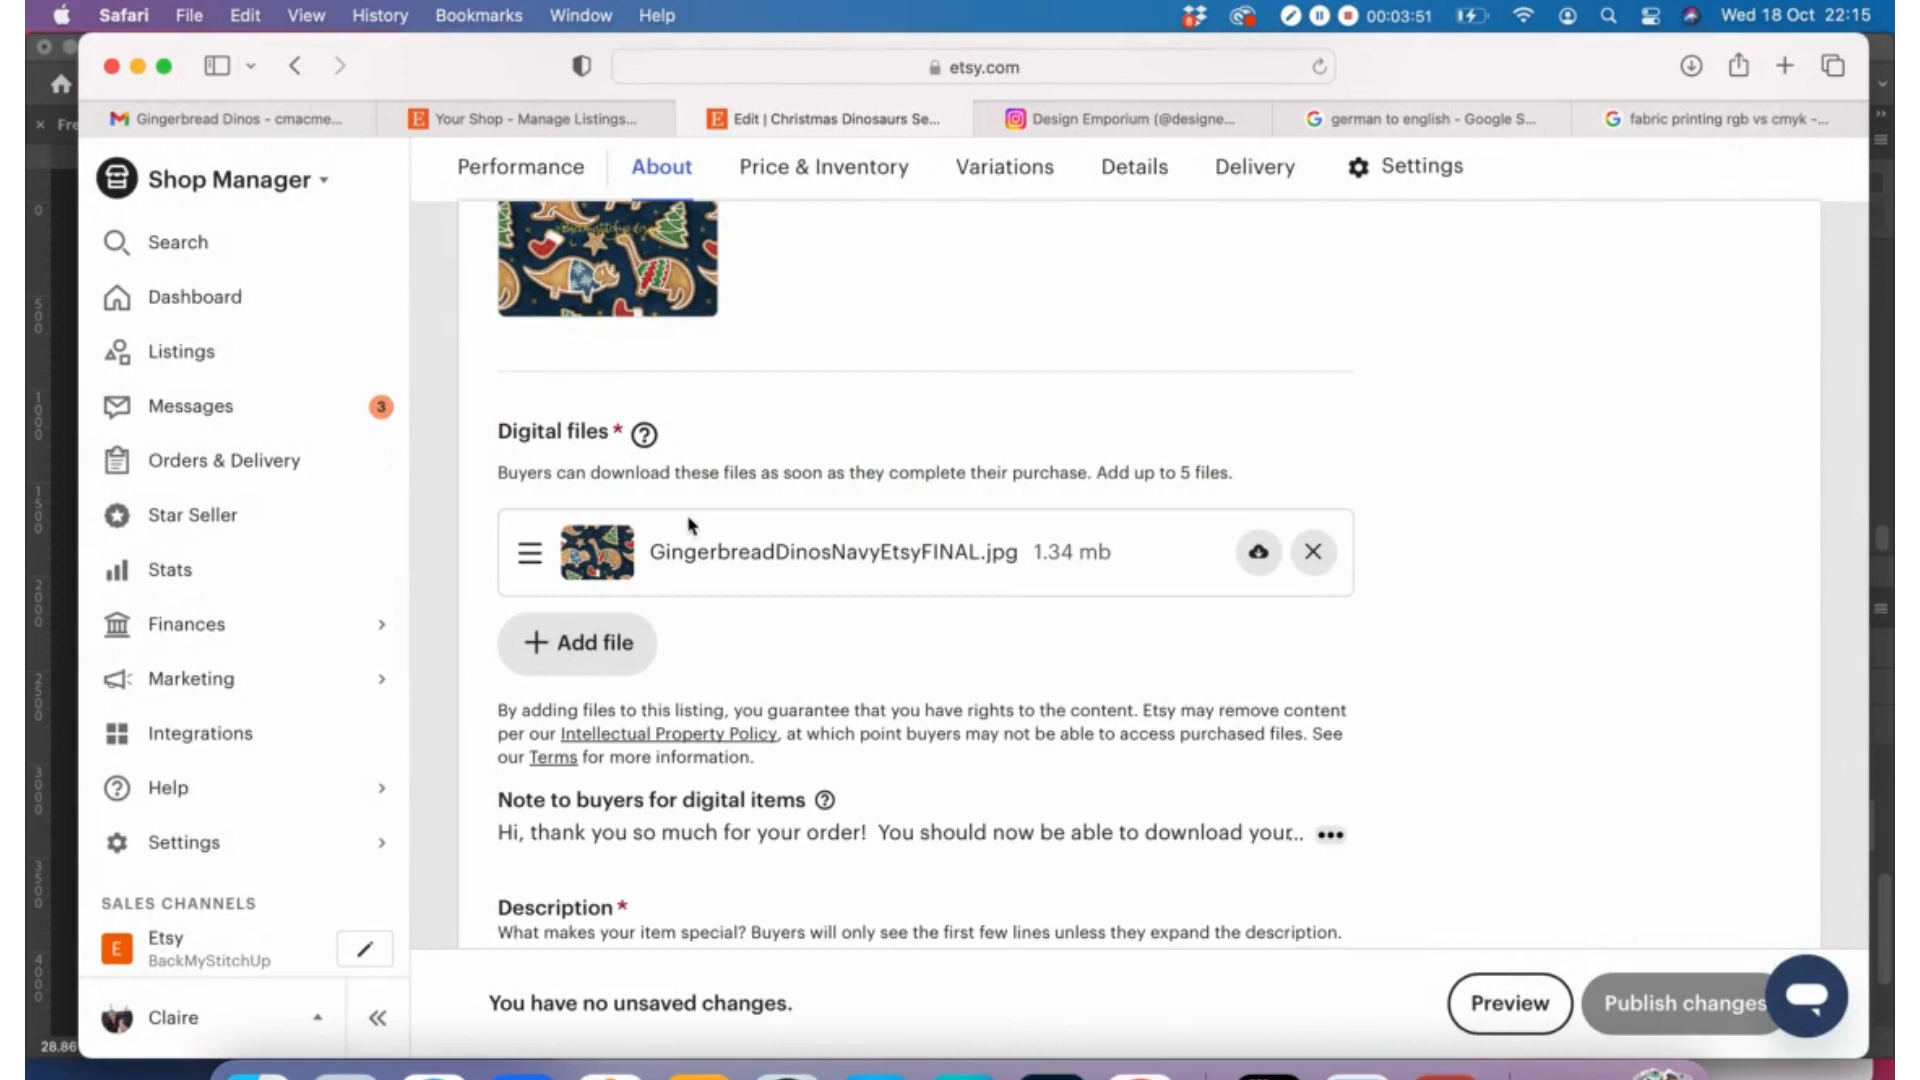 Safari File Edit View History Bookmarks Window Help 00:03:51 Wed 18 Oct 22:15
etsy.com
Fre
Gingerbread Dinos - cmacme...
Your Shop - Manage Listings...
Edit | Christmas Dinosaurs Se...
Design Emporium (@designe...
german to english - Google S...
fabric printing rgb vs cmyk -...
Shop Manager
Performance About Price & Inventory Variations Details Delivery Settings
Search
Dashboard
Listings
Messages 3
Orders & Delivery
Star Seller
Stats
Finances
Marketing
Integrations
Help
Settings
SALES CHANNELS
E Etsy
BackMyStitchUp
Claire
Digital files *
Buyers can download these files as soon as they complete their purchase. Add up to 5 files.
GingerbreadDinosNavyEtsyFINAL.jpg 1.34 mb
+ Add file
By adding files to this listing, you guarantee that you have rights to the content. Etsy may remove content
per our Intellectual Property Policy, at which point buyers may not be able to access purchased files. See
our Terms for more information.
Note to buyers for digital items
Hi, thank you so much for your order! You should now be able to download your..
Description *
What makes your item special? Buyers will only see the first few lines unless they expand the description.
You have no unsaved changes.
Preview
Publish changes
28.86
0
500
1000
1500
2000
2500
3000
3500
4000